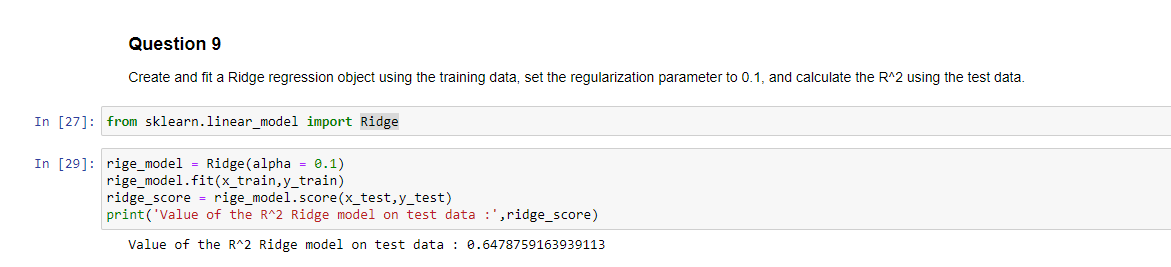 Question 9
Create and fit a Ridge regression object using the training data, set the regularization parameter to 0.1, and calculate the R^2 using the test data.
In [27]: from sklearn.linear_model import Ridge
In [29]: rige_model = Ridge(alpha = 0.1)
rige_model.fit(x_train,y_train)
ridge_score = rige_model.score(x_test,y_test)
print('Value of the R^2 Ridge model on test data :',ridge_score)
Value of the R^2 Ridge model on test data : 0.6478759163939113